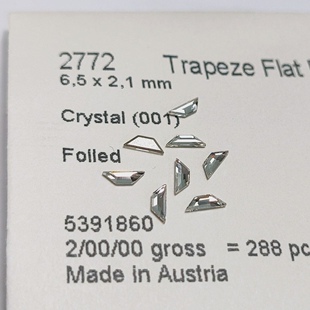 2772 Trapeze Flat
6,5 x 2,1 mm
Crystal (001)
Foiled
5391860
2/00/00 gross = 288 pc
Made in Austria